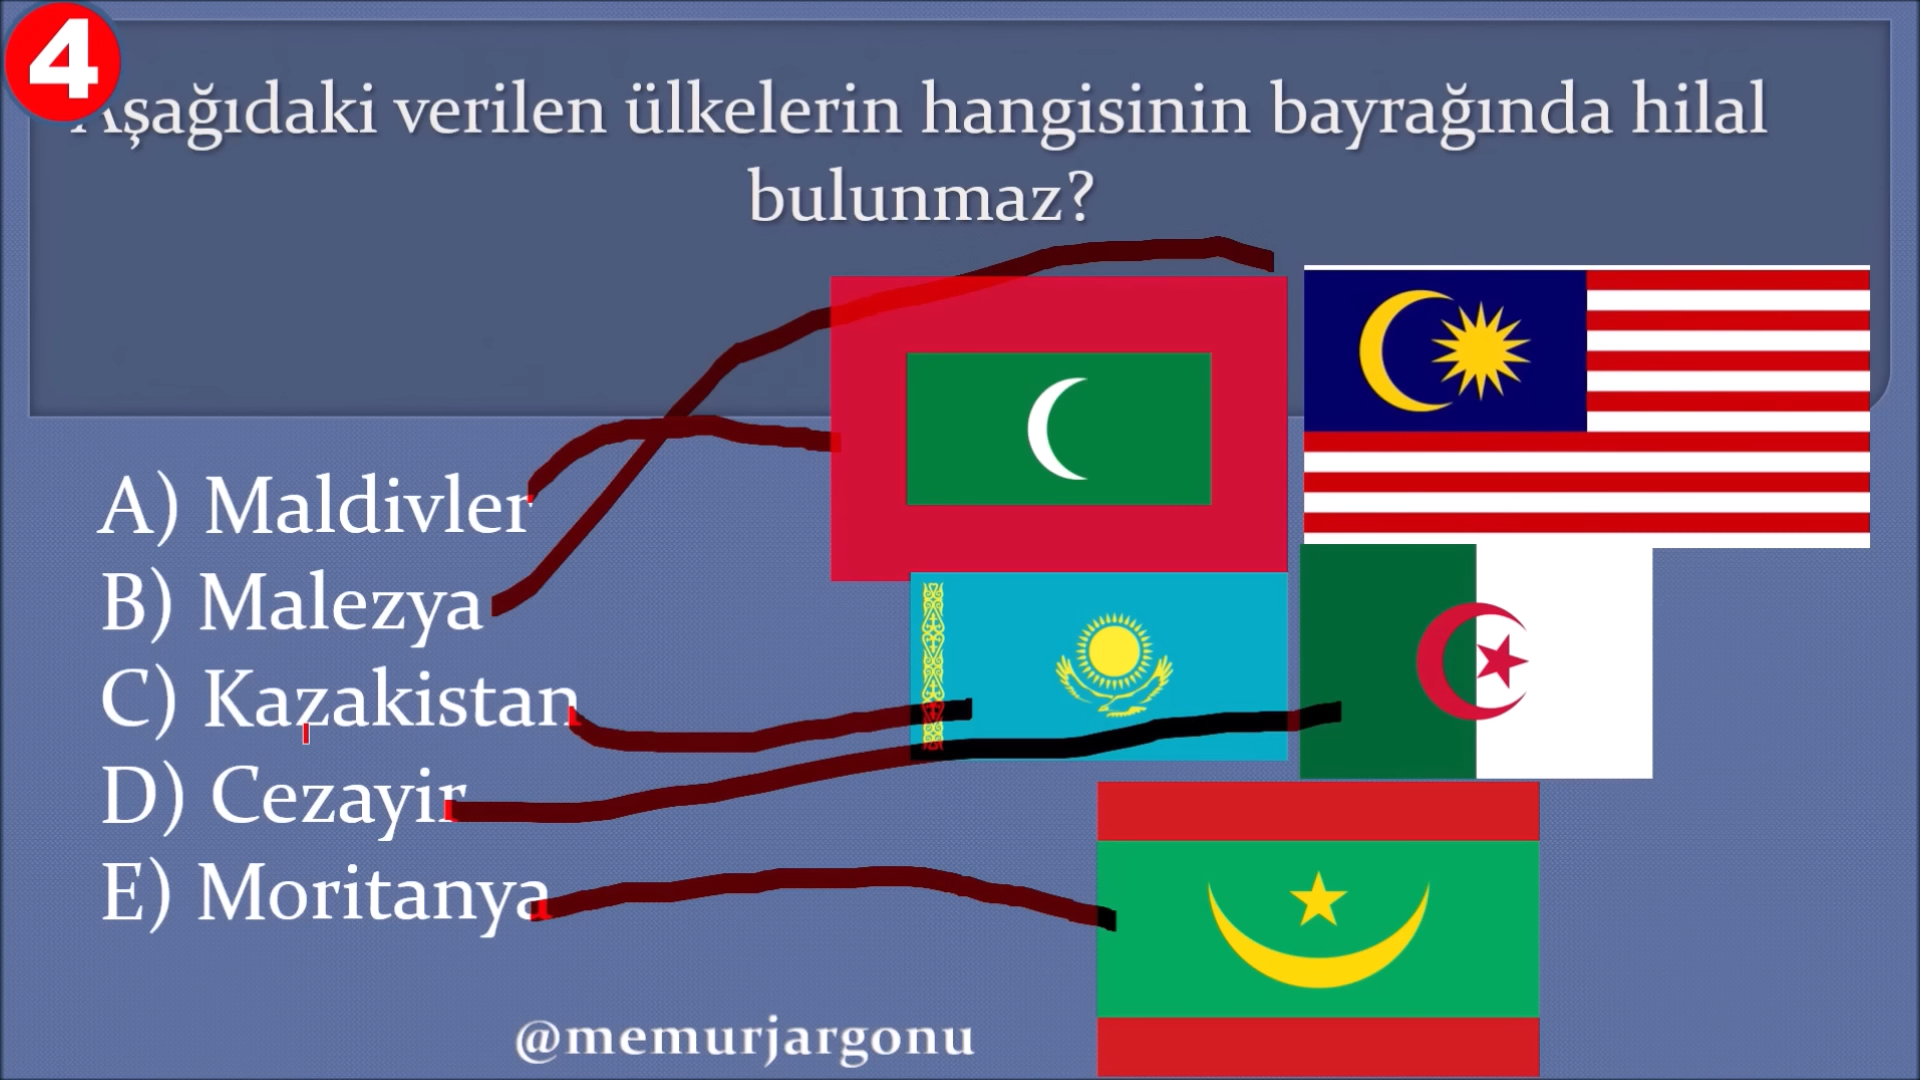 4
Aşağıdaki verilen ülkelerin hangisinin bayrağında hilal
bulunmaz?
A) Maldivler
B) Malezya
C) Kazakistan
D) Cezayir
E) Moritanya
@memurjargonu